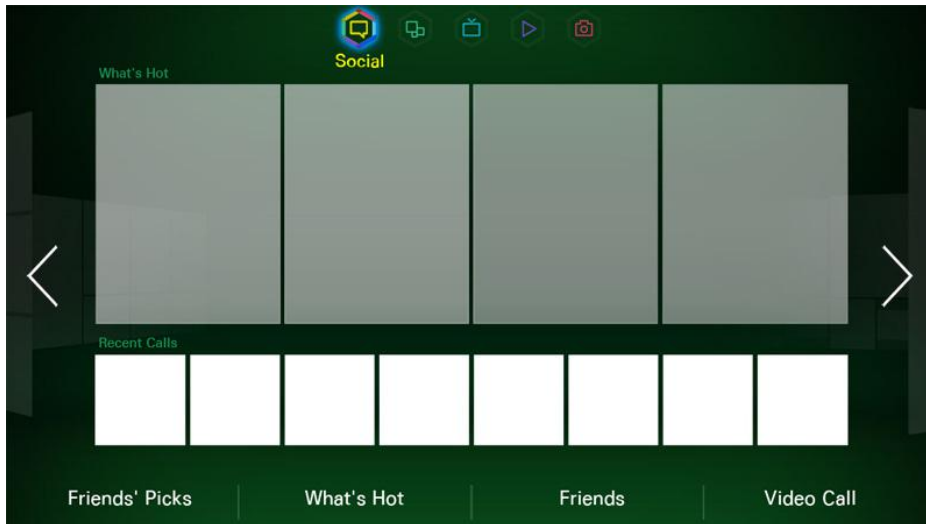 Social
What's Hot
Recent Calls
Friends' Picks
What's Hot
Friends
Video Call